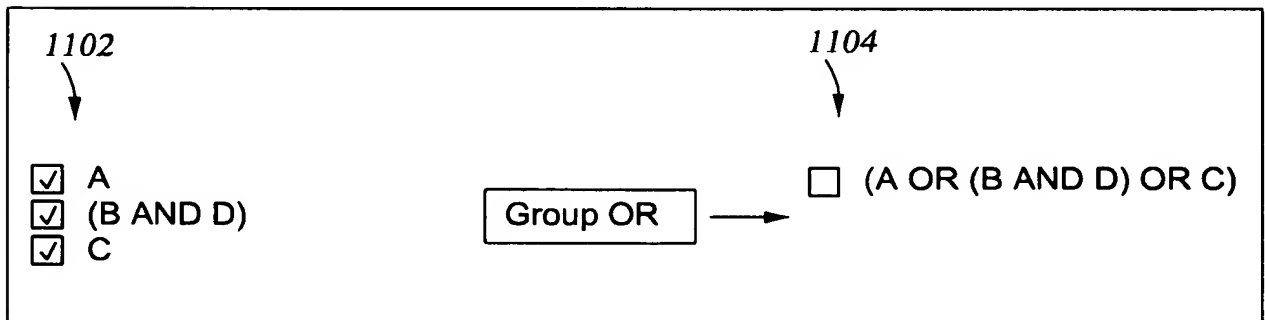 1102
1104
A
(B AND D)
C
Group OR
(A OR (B AND D) OR C)